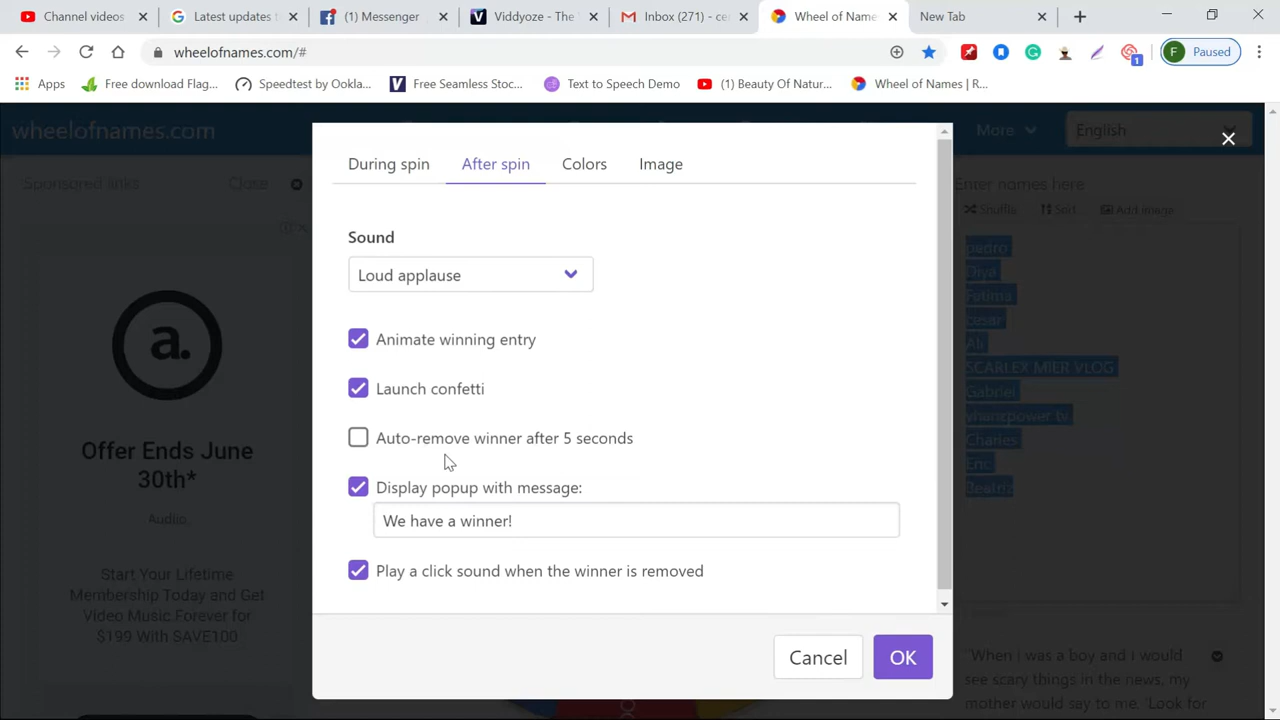 Channel videos
Latest updates f
(1) Messenger
Viddyoze - The
Inbox (271) - ce
Wheel of Name
New Tab
wheelofnames.com/#
F Paused
Apps
Free download Flag...
Speedtest by Ookla...
Free Seamless Stoc...
Text to Speech Demo
(1) Beauty Of Natur...
Wheel of Names | R...
wheelofnames.com
More
English
Sponsored links
Close
During spin
After spin
Colors
Image
Enter names here
Shuffle
Sort
Add image
Sound
Loud applause
Animate winning entry
Launch confetti
Auto-remove winner after 5 seconds
Display popup with message:
We have a winner!
Play a click sound when the winner is removed
Cancel
OK
a.
Offer Ends June
30th*
Audiio
Start Your Lifetime
Membership Today and Get
Video Music Forever for
$199 With SAVE100
pedro
Diya
Fatima
cesar
Ali
SCARLEX MIER VLOG
Gabriel
Charles
Eric
Beatriz
"When i was a boy and i would
see scary things in the news, my
mother would say to me. 'Look for